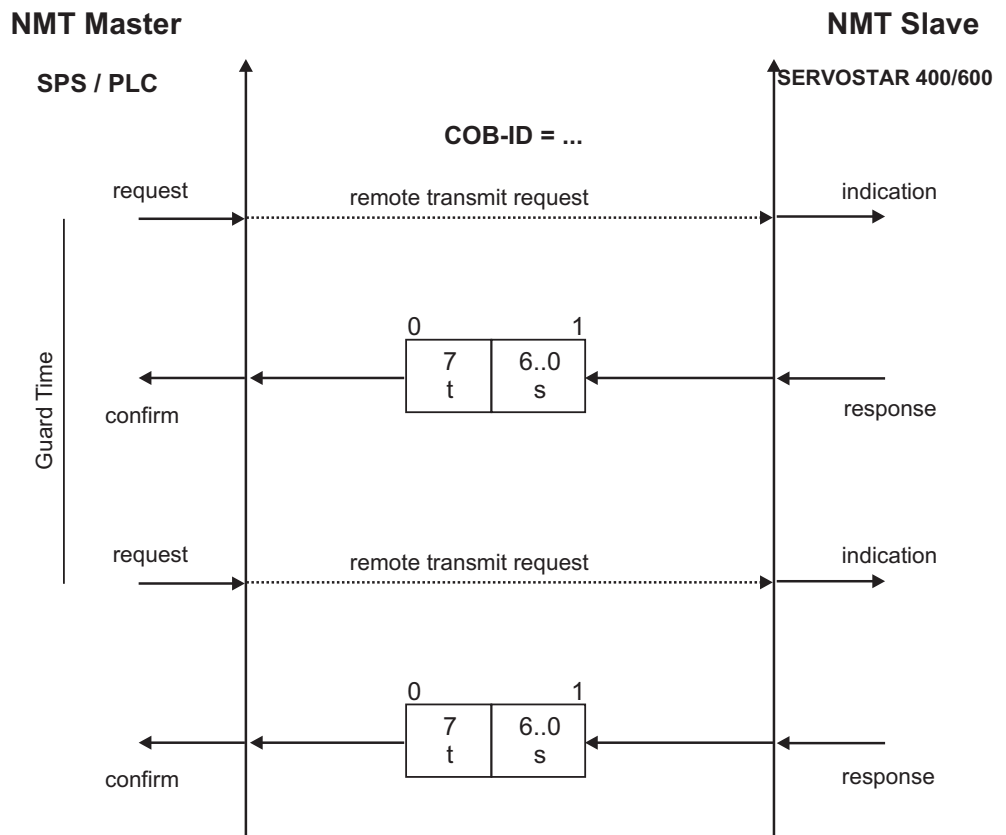 NMT Master
NMT Slave
SPS / PLC
SERVOSTAR 400/600
COB-ID = ...
request
remote transmit request
indication
0 1
7 6..0
t s
confirm
response
Guard Time
request
remote transmit request
indication
0 1
7 6..0
t s
confirm
response